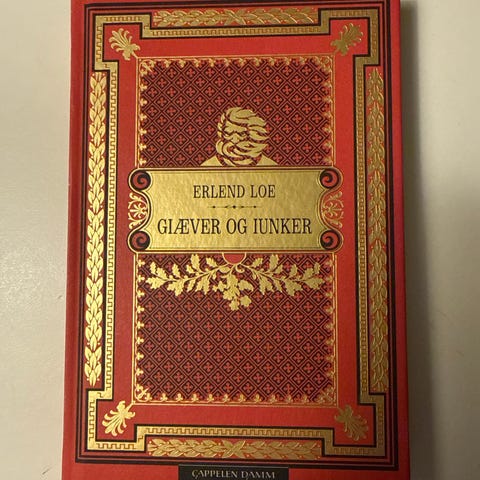 ERLEND LOE
GIÆVER OG IUNKER
CAPPELEN DAMM